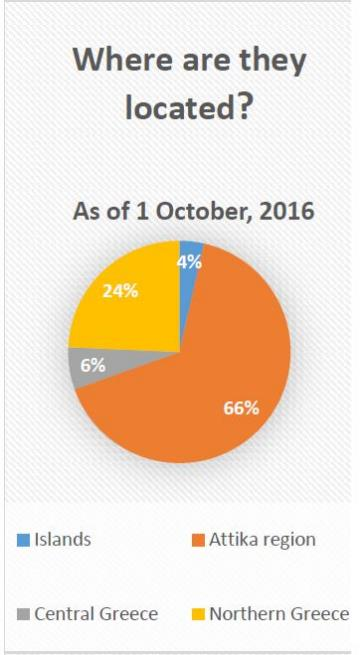 Where are they
located?
As of 1 October, 2016
4%
24%
6%
66%
Islands
Attika region
Central Greece
Northern Greece